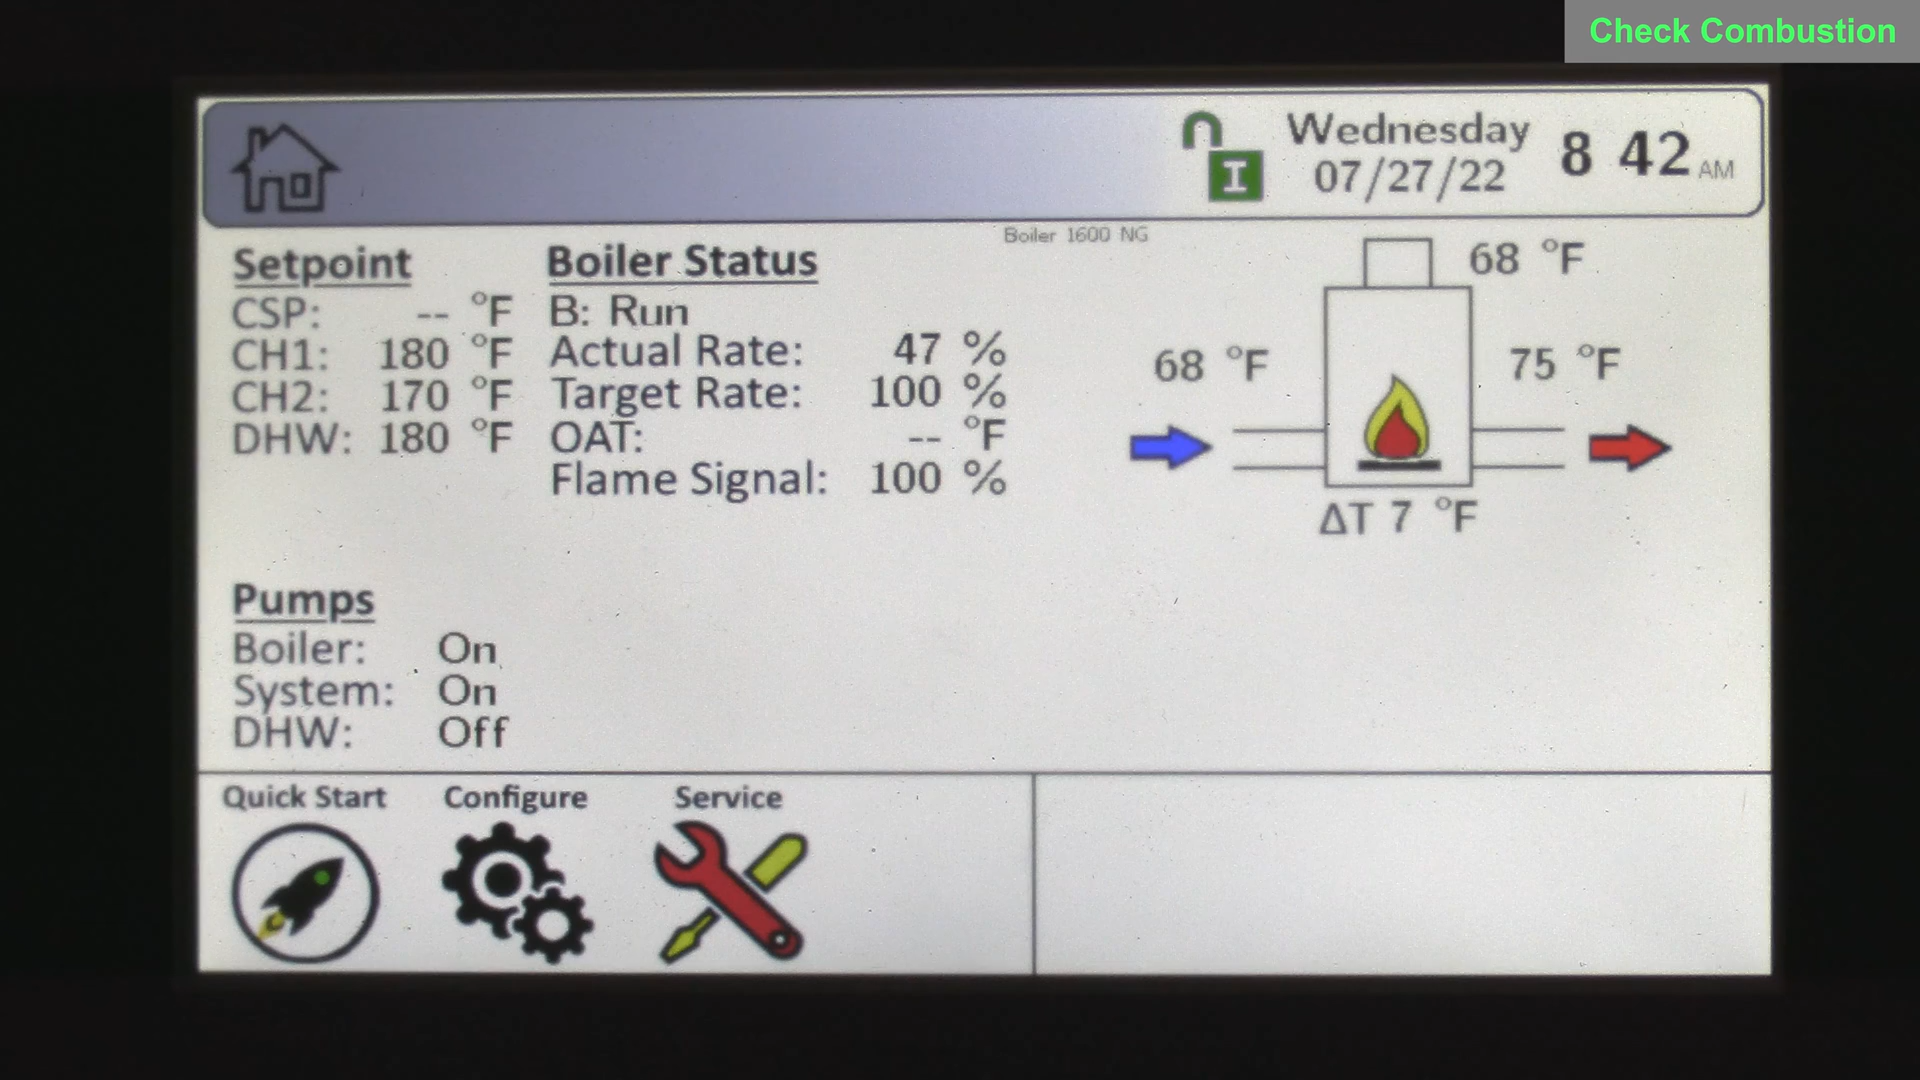 Check Combustion
I
Wednesday
07/27/22
8 42 AM
Boiler 1600 NG
Setpoint
CSP: -- °F
CH1: 180 °F
CH2: 170 °F
DHW: 180 °F
Boiler Status
B: Run
Actual Rate: 47 %
Target Rate: 100 %
OAT: -- °F
Flame Signal: 100 %
68 °F
68 °F
75 °F
ΔT 7 °F
Pumps
Boiler: On
System: On
DHW: Off
Quick Start
Configure
Service